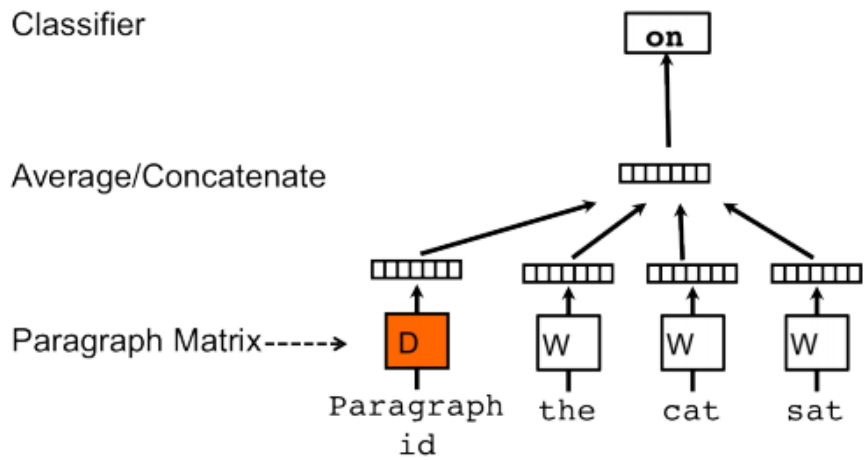 Classifier
on
Average/Concatenate
Paragraph Matrix
D
W
W
W
Paragraph
id
the
cat
sat